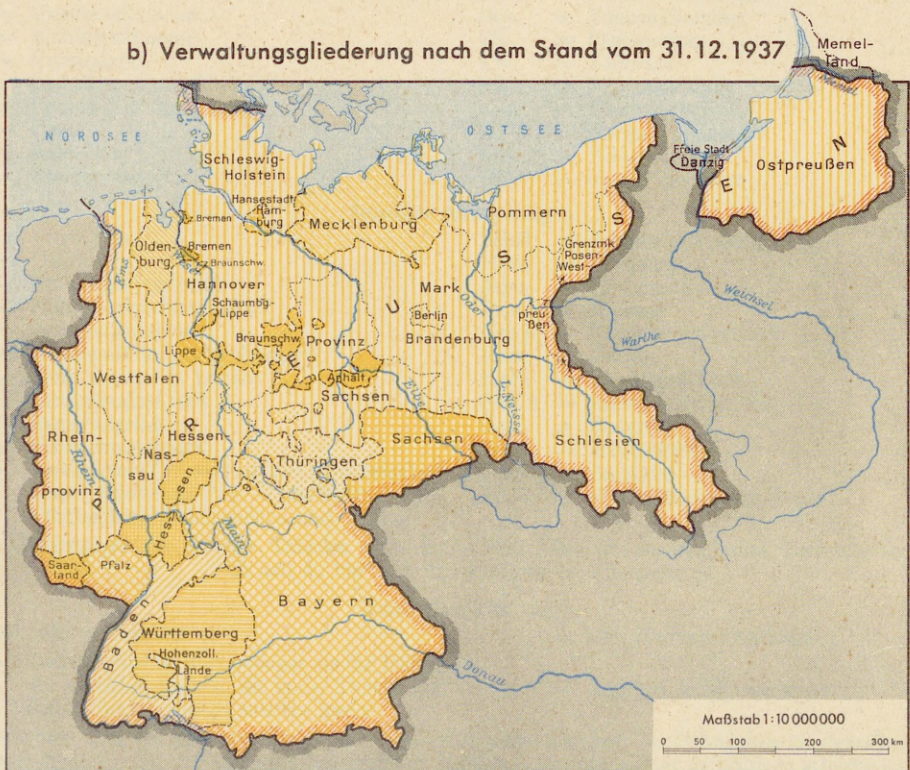 b) Verwaltungsgliederung nach dem Stand vom 31.12.1937
Memel-
land
NORDSEE
OSTSEE
Freie Stadt
Danzig
Ostpreußen
Schleswig-
Holstein
Hansestadt
Ham-
burg
Mecklenburg
Pommern
Grenzmk
Posen-
West-
preu-
ßen
z. Bremen
Bremen
z. Braunschw.
Olden-
burg
Ems
Weser
Hannover
Schaumbg-
Lippe
Mark
Brandenburg
Berlin
Oder
Weichsel
Warthe
Braunschw.
Provinz
Sachsen
Lippe
Anhalt
Westfalen
Elbe
L. Neisse
PREUSSEN
Rhein-
provinz
Rhein
Hessen
Nas-
sau
Hes-
sen
Thüringen
Sachsen
Schlesien
Main
Saar-
land
Pfalz
Baden
Bayern
Württemberg
Hohenzoll.
Lande
Donau
Maßstab 1:10 000 000
0 50 100 200 300 km